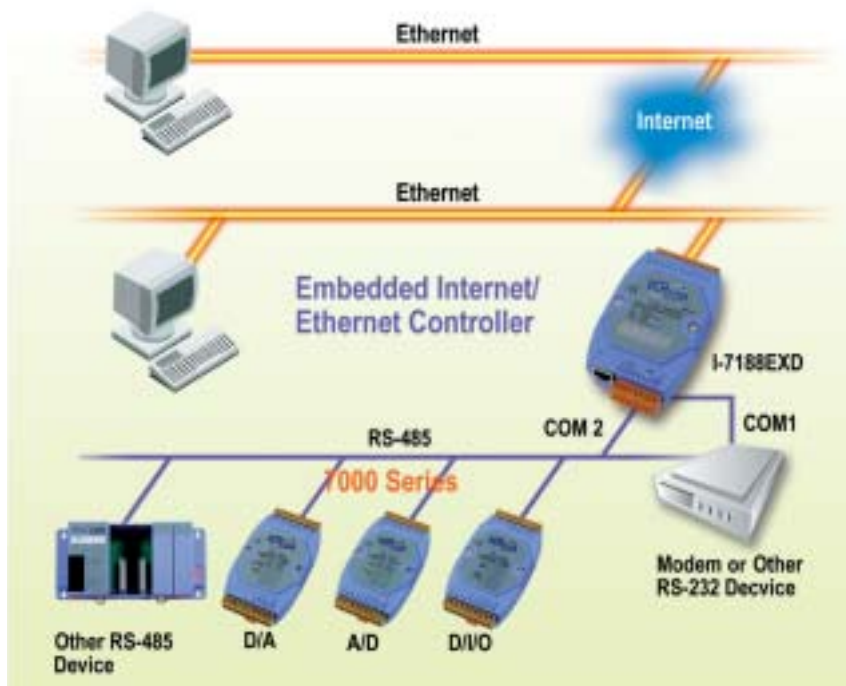 Ethernet
Internet
Ethernet
Embedded Internet/
Ethernet Controller
I-7188EXD
COM 2
COM1
RS-485
7000 Series
Modem or Other
RS-232 Decvice
Other RS-485
Device
D/A
A/D
D/I/O